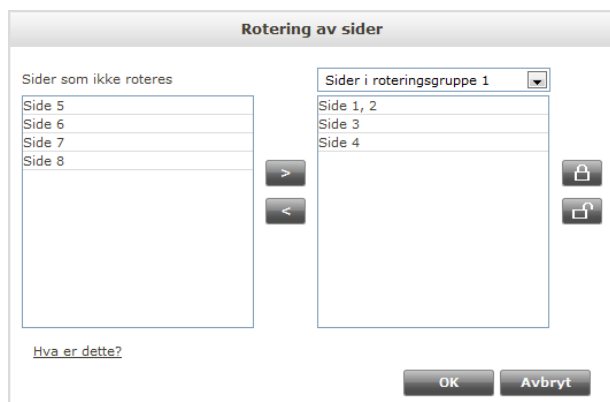 Rotering av sider
Sider som ikke roteres
Sider i roteringsgruppe 1
Side 5
Side 6
Side 7
Side 8
Side 1, 2
Side 3
Side 4
>
<
Hva er dette?
OK
Avbryt